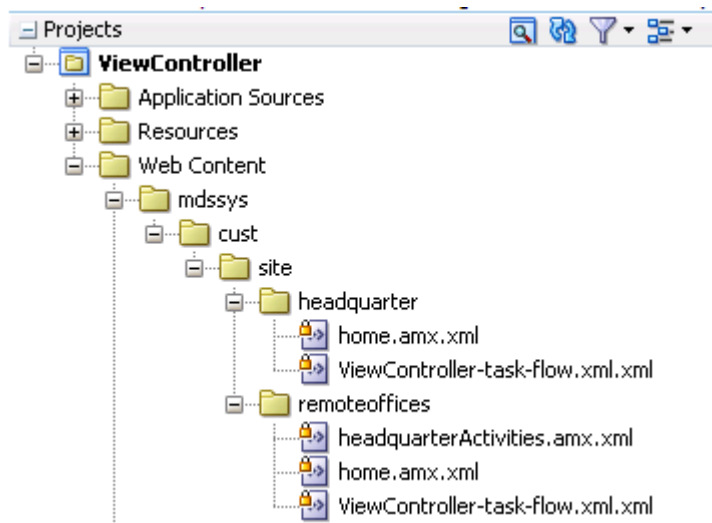 Projects
ViewController
Application Sources
Resources
Web Content
mdssys
cust
site
headquarter
home.amx.xml
ViewController-task-flow.xml.xml
remoteoffices
headquarterActivities.amx.xml
home.amx.xml
ViewController-task-flow.xml.xml